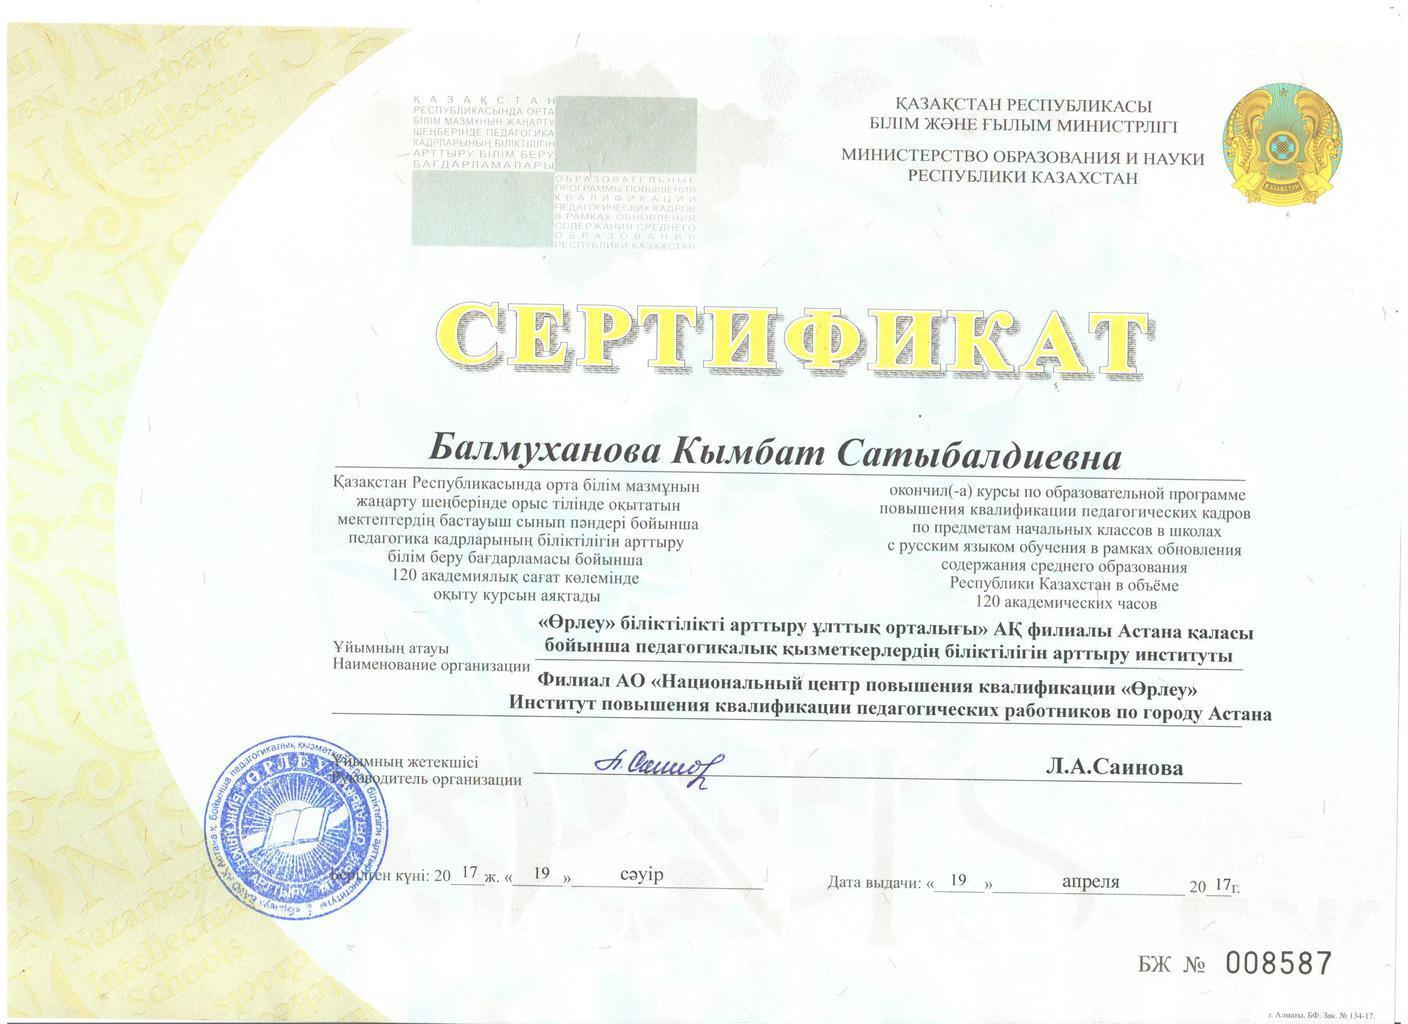 ҚАЗАҚСТАН
РЕСПУБЛИКАСЫНДА ОРТА
БІЛІМ МАЗМҰНЫН ЖАҢАРТУ
ШЕҢБЕРІНДЕ ПЕДАГОГИКА
КАДРЛАРЫНЫҢ БІЛІКТІЛІГІН
АРТТЫРУ БІЛІМ БЕРУ
БАҒДАРЛАМАЛАРЫ
ОБРАЗОВАТЕЛЬНЫЕ
ПРОГРАММЫ ПОВЫШЕНИЯ
КВАЛИФИКАЦИИ
ПЕДАГОГИЧЕСКИХ КАДРОВ
В РАМКАХ ОБНОВЛЕНИЯ
СОДЕРЖАНИЯ СРЕДНЕГО
ОБРАЗОВАНИЯ
РЕСПУБЛИКИ КАЗАХСТАН
ҚАЗАҚСТАН РЕСПУБЛИКАСЫ
БІЛІМ ЖӘНЕ ҒЫЛЫМ МИНИСТРЛІГІ
МИНИСТЕРСТВО ОБРАЗОВАНИЯ И НАУКИ
РЕСПУБЛИКИ КАЗАХСТАН
ҚАЗАҚСТАН
СЕРТИФИКАТ
Балмуханова Кымбат Сатыбалдиевна
Қазақстан Республикасында орта білім мазмұнын
жаңарту шеңберінде орыс тілінде оқытатын
мектептердің бастауыш сынып пәндері бойынша
педагогика кадрларының біліктілігін арттыру
білім беру бағдарламасы бойынша
120 академиялық сағат көлемінде
оқыту курсын аяқтады
окончил(-а) курсы по образовательной программе
повышения квалификации педагогических кадров
по предметам начальных классов в школах
с русским языком обучения в рамках обновления
содержания среднего образования
Республики Казахстан в объёме
120 академических часов
«Өрлеу» біліктілікті арттыру ұлттық орталығы» АҚ филиалы Астана қаласы
Ұйымның атауы бойынша педагогикалық қызметкерлердің біліктілігін арттыру институты
Наименование организации
Филиал АО «Национальный центр повышения квалификации «Өрлеу»
Институт повышения квалификации педагогических работников по городу Астана
Ұйымның жетекшісі
Руководитель организации Л.А.Саинова
Берілген күні: 20 17 ж. « 19 » сәуір
Дата выдачи: « 19 » апреля 20 17г.
БЖ № 008587
г. Алматы. БФ. Зак. № 134-17.
Nazarbayev
Intellectual
Schools
NIS